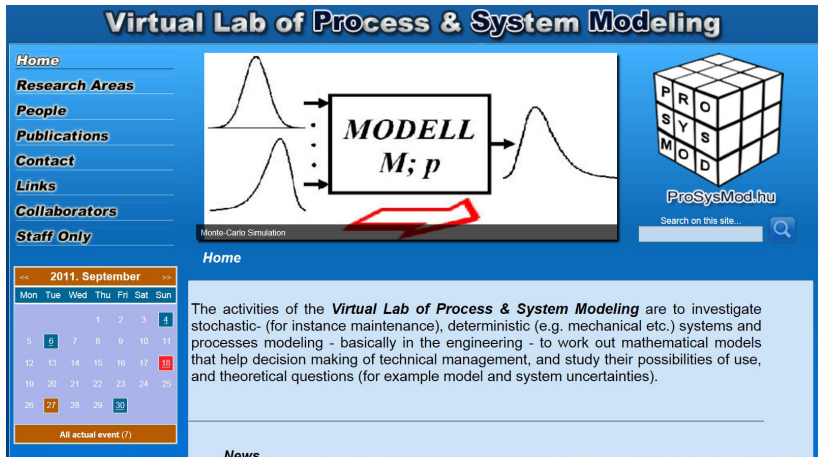 Virtual Lab of Process & System Modeling
Home
Research Areas
People
Publications
Contact
Links
Collaborators
Staff Only
MODELL
M; p
Monte-Carlo Simulation
P R O
S Y S
M O D
ProSysMod.hu
Search on this site...
<< 2011. September >>
Mon Tue Wed Thu Fri Sat Sun
1 2 3 4
5 6 7 8 9 10 11
12 13 14 15 16 17 18
19 20 21 22 23 24 25
26 27 28 29 30
All actual event (7)
Home
The activities of the Virtual Lab of Process & System Modeling are to investigate
stochastic- (for instance maintenance), deterministic (e.g. mechanical etc.) systems and
processes modeling - basically in the engineering - to work out mathematical models
that help decision making of technical management, and study their possibilities of use,
and theoretical questions (for example model and system uncertainties).
News